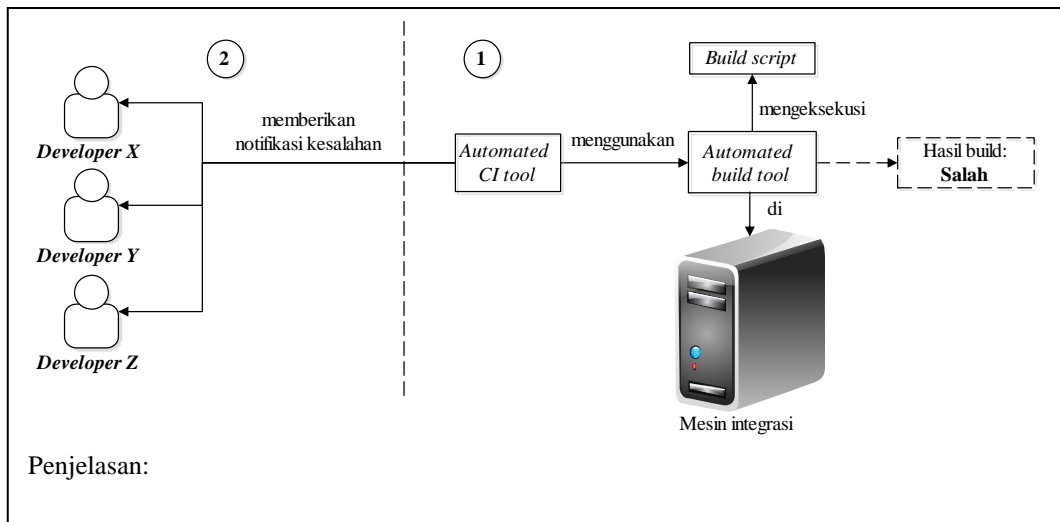 2
1
Build script
mengeksekusi
memberikan
notifikasi kesalahan
Developer X
Automated
CI tool
menggunakan
Automated
build tool
Hasil build:
Salah
di
Developer Y
Developer Z
Mesin integrasi
Penjelasan: